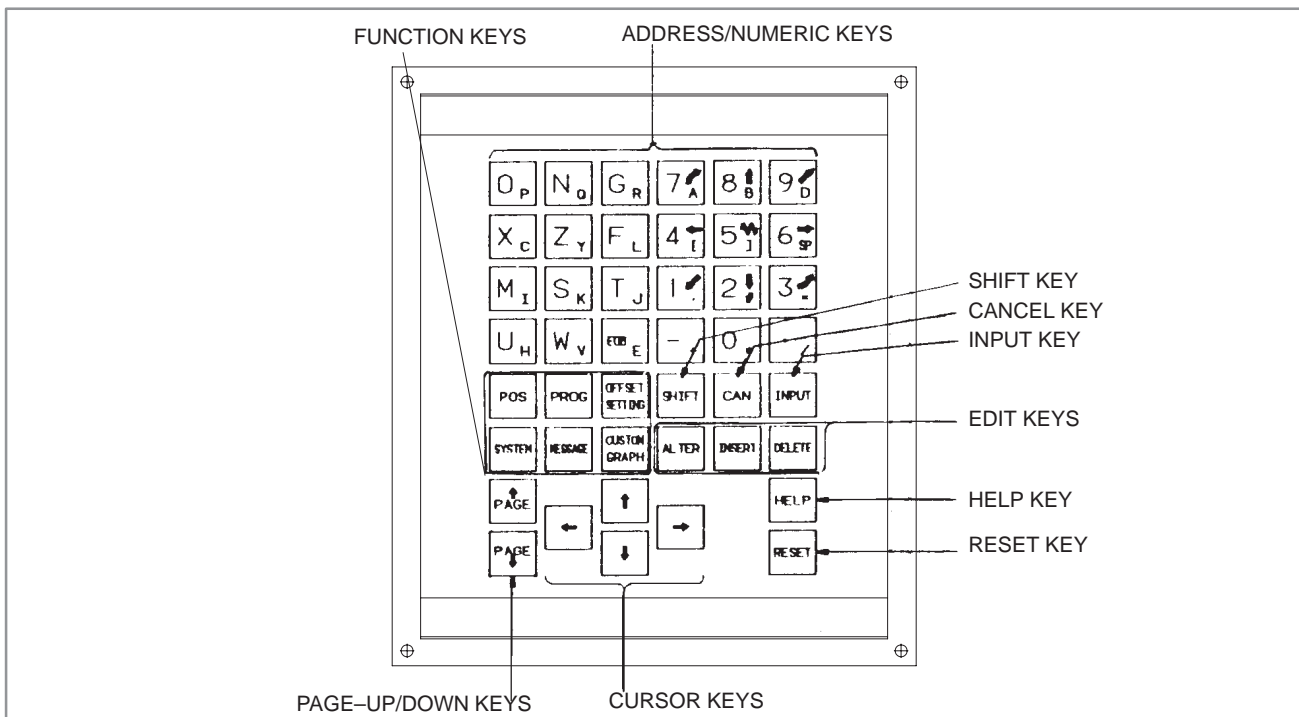 FUNCTION KEYS
ADDRESS/NUMERIC KEYS
O P N Q G R 7 A 8 B 9 D
X C Z Y F L 4 [ 5 ] 6 SP
M I S K T J 1 , 2 # 3 =
U H W V EOB E - 0 .
SHIFT KEY
CANCEL KEY
INPUT KEY
POS PROG OFFSET SETTING SHIFT CAN INPUT
EDIT KEYS
SYSTEM MESSAGE CUSTOM GRAPH ALTER INSERT DELETE
PAGE HELP
HELP KEY
PAGE RESET
RESET KEY
PAGE–UP/DOWN KEYS
CURSOR KEYS